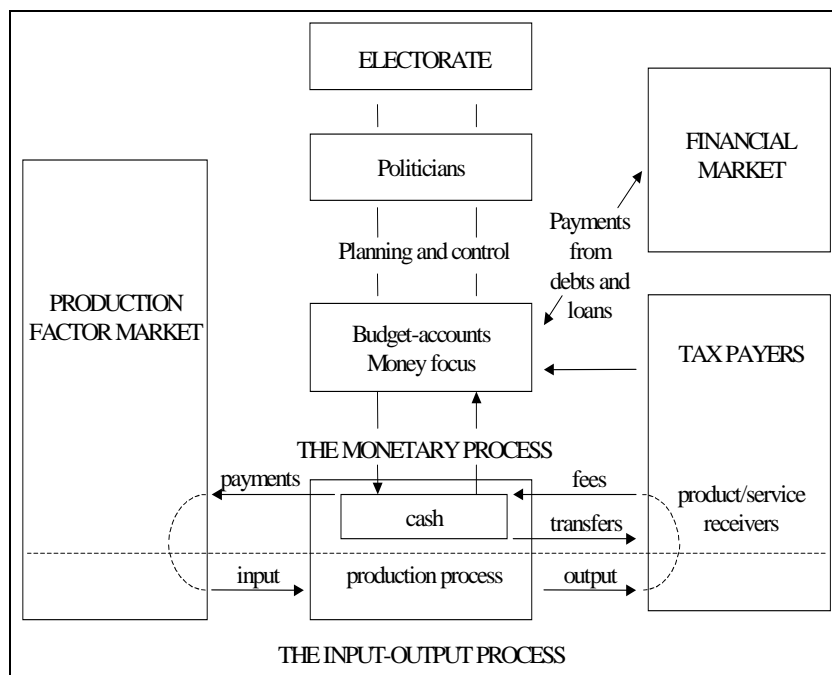 ELECTORATE
Politicians
FINANCIAL
MARKET
Planning and control
Payments
from
debts and
loans
PRODUCTION
FACTOR MARKET
Budget-accounts
Money focus
TAX PAYERS
THE MONETARY PROCESS
payments
fees
cash
product/service
receivers
transfers
input
production process
output
THE INPUT-OUTPUT PROCESS